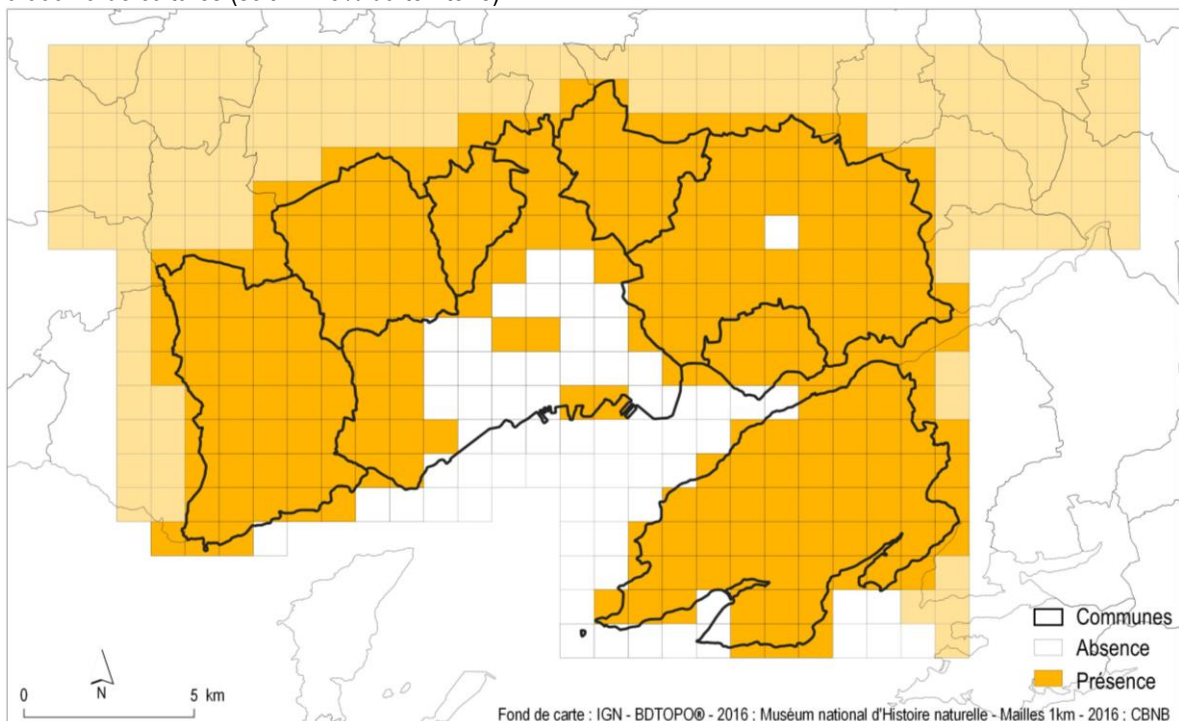 Communes
Absence
Présence
0 N 5 km
Fond de carte : IGN - BDTOPO® - 2016 ; Muséum national d'Histoire naturelle - Mailles 1km - 2016 ; CBNB